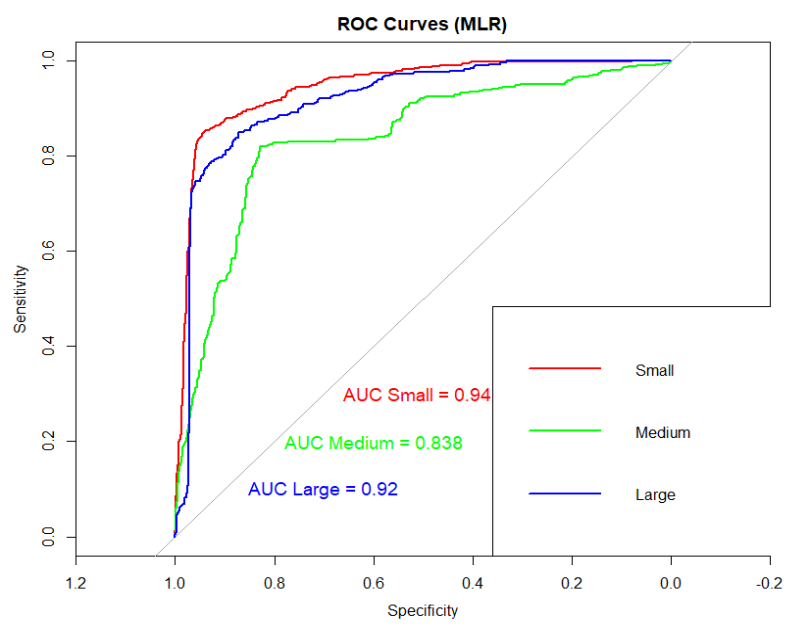 ROC Curves (MLR)
Sensitivity
1.0
0.8
0.6
0.4
0.2
0.0
AUC Small = 0.94
AUC Medium = 0.838
AUC Large = 0.92
Small
Medium
Large
1.2 1.0 0.8 0.6 0.4 0.2 0.0 -0.2
Specificity